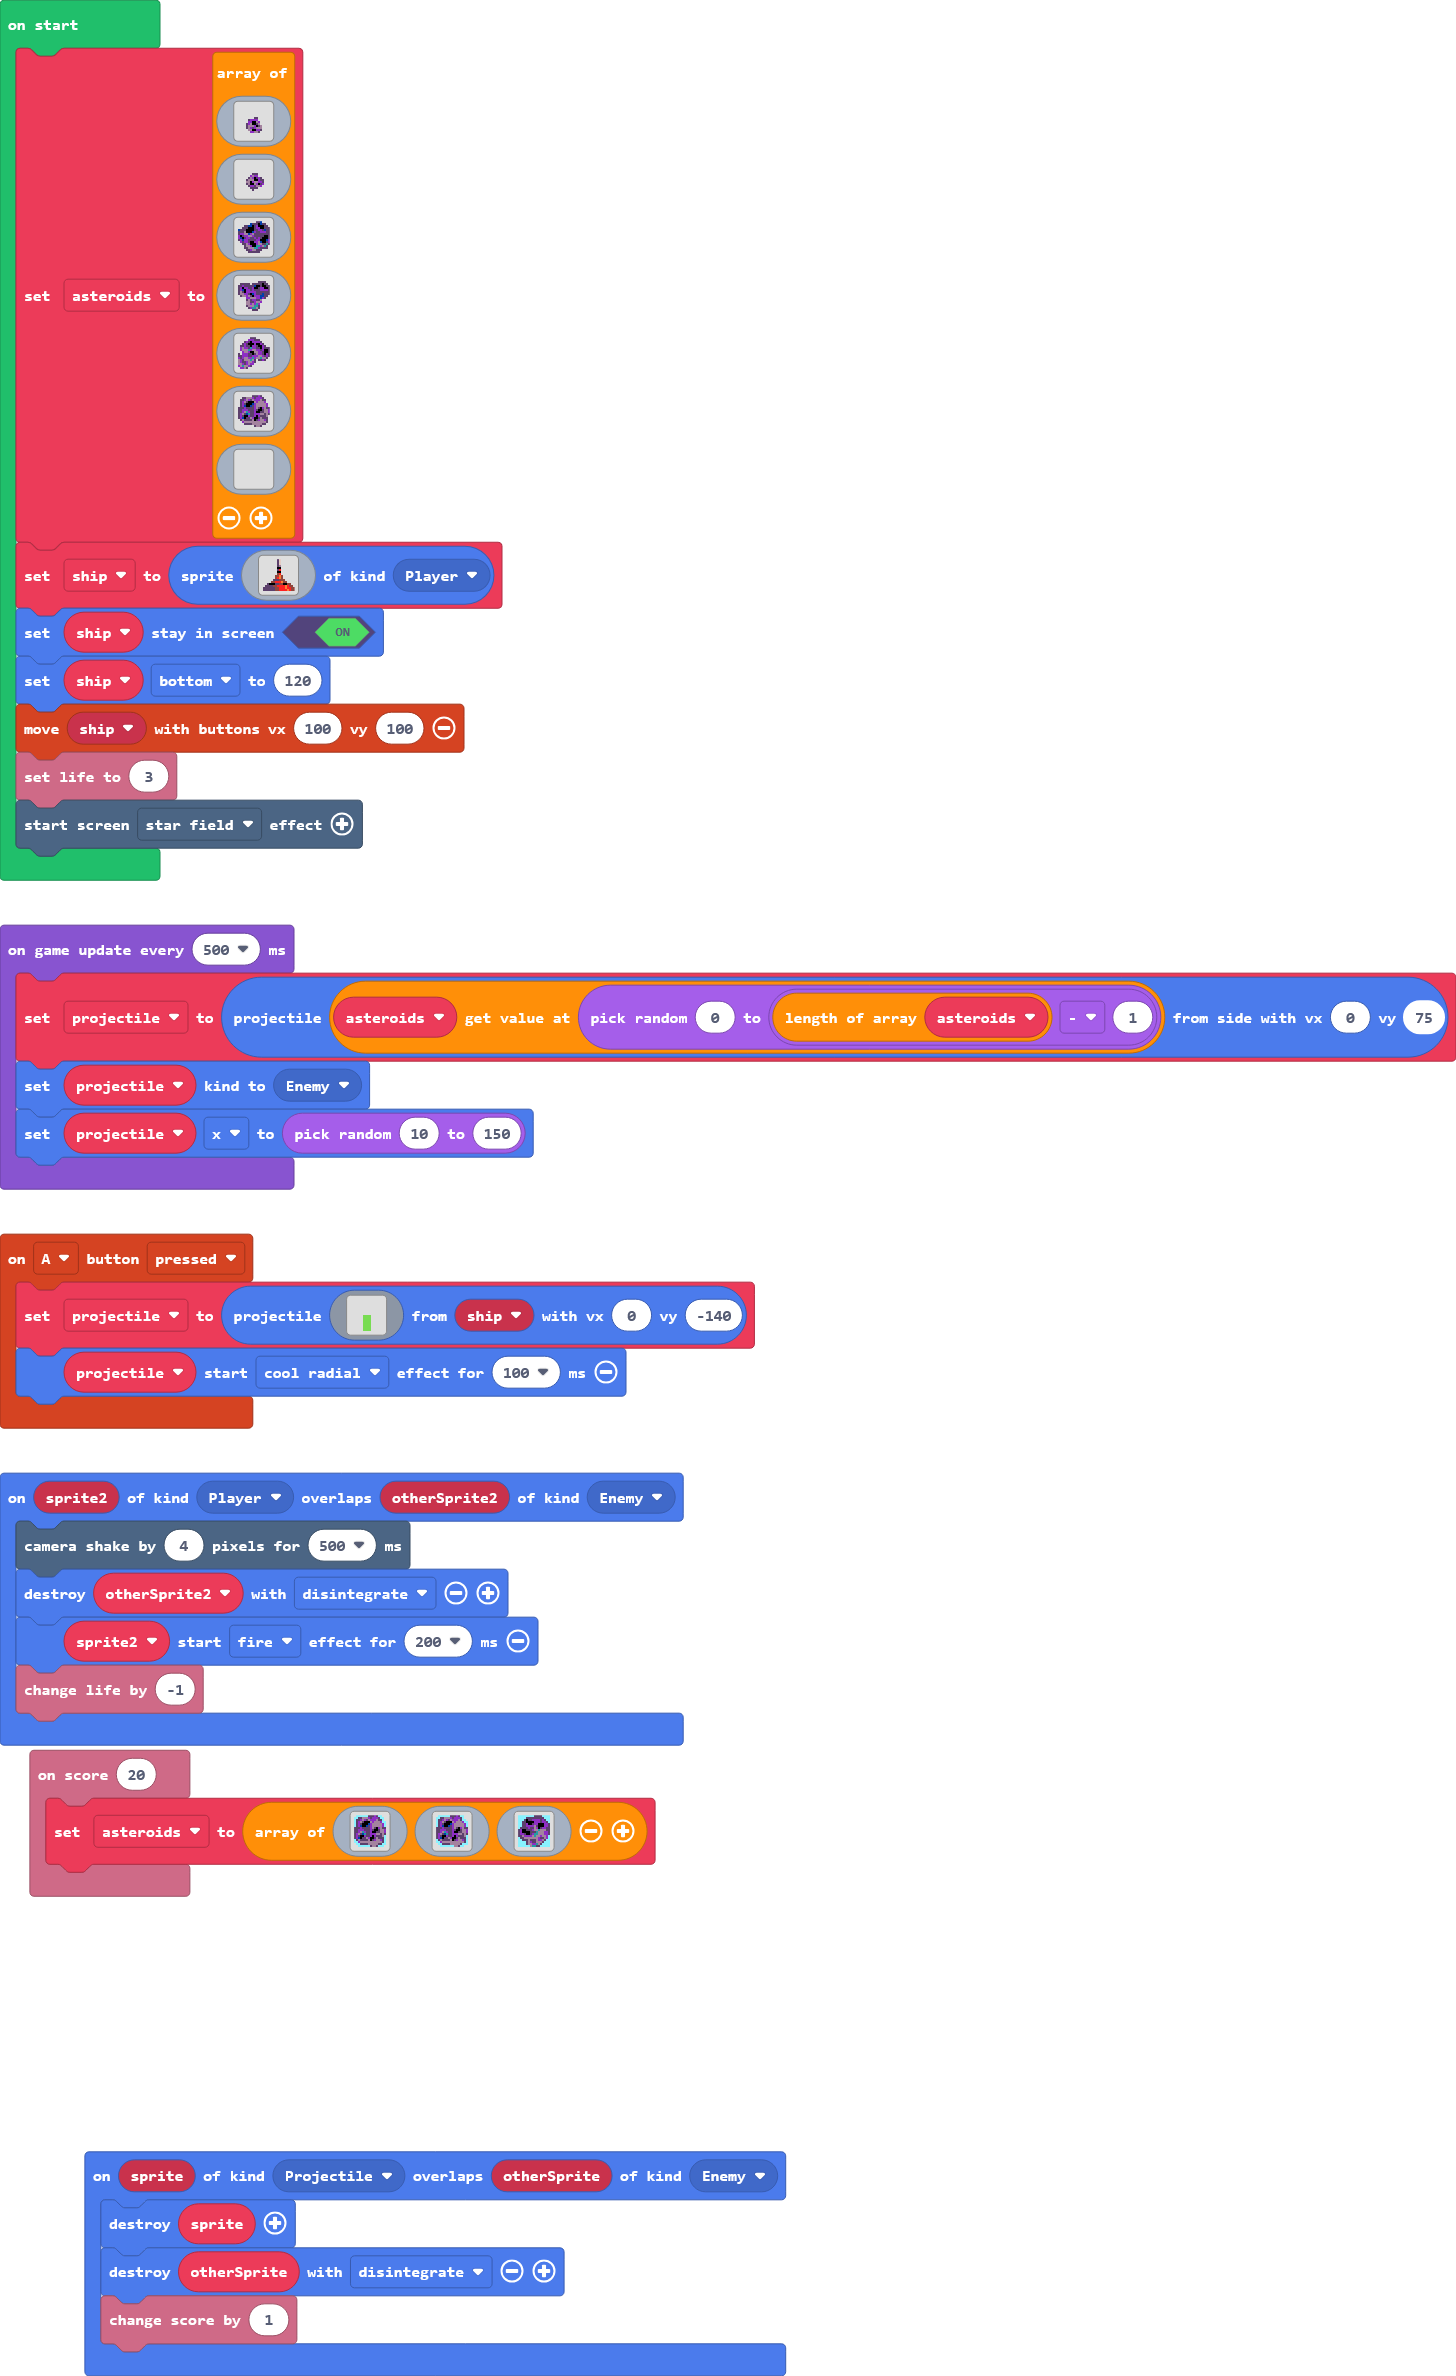 on start
array of
set asteroids to
set ship to sprite of kind Player
set ship stay in screen ON
set ship bottom to 120
move ship with buttons vx 100 vy 100
set life to 3
start screen star field effect
on game update every 500 ms
set projectile to projectile asteroids get value at pick random 0 to length of array asteroids - 1 from side with vx 0 vy 75
set projectile kind to Enemy
set projectile x to pick random 10 to 150
on A button pressed
set projectile to projectile from ship with vx 0 vy -140
projectile start cool radial effect for 100 ms
on sprite2 of kind Player overlaps otherSprite2 of kind Enemy
camera shake by 4 pixels for 500 ms
destroy otherSprite2 with disintegrate
sprite2 start fire effect for 200 ms
change life by -1
on score 20
set asteroids to array of
on sprite of kind Projectile overlaps otherSprite of kind Enemy
destroy sprite
destroy otherSprite with disintegrate
change score by 1